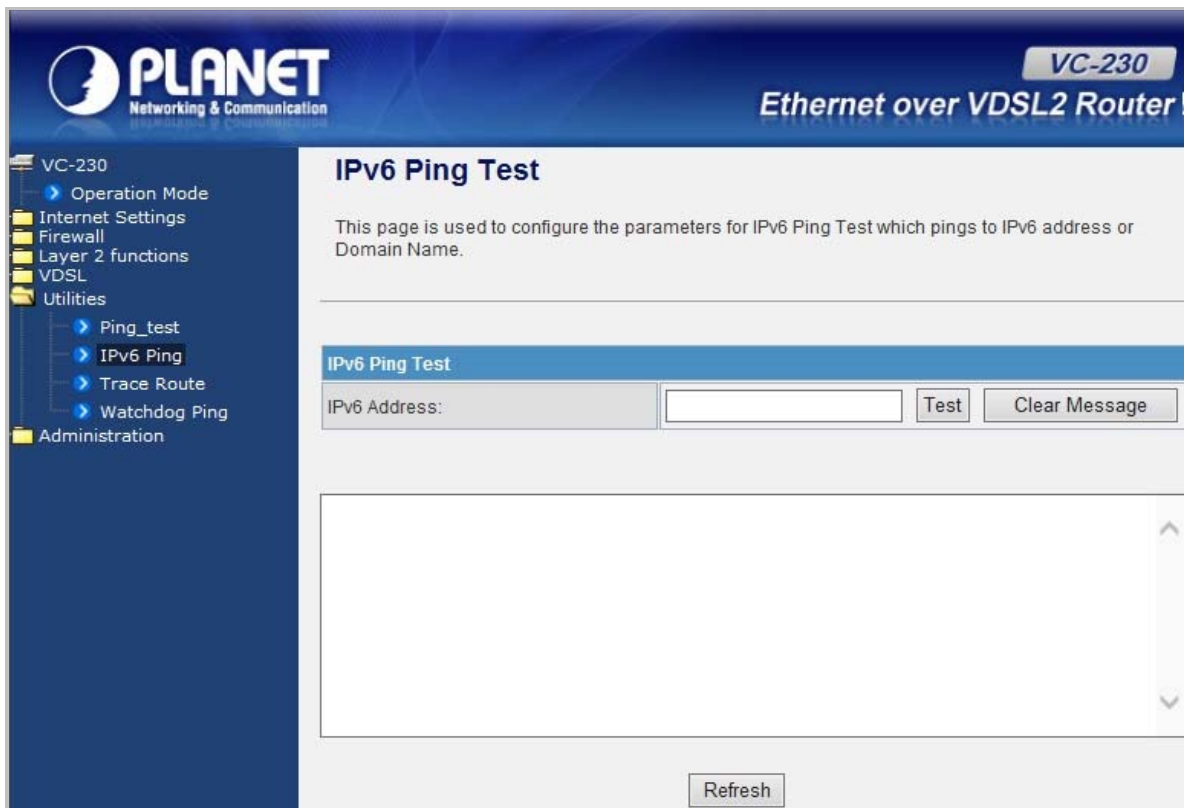 PLANET
Networking & Communication
VC-230
Ethernet over VDSL2 Router
VC-230
Operation Mode
Internet Settings
Firewall
Layer 2 functions
VDSL
Utilities
Ping_test
IPv6 Ping
Trace Route
Watchdog Ping
Administration
IPv6 Ping Test
This page is used to configure the parameters for IPv6 Ping Test which pings to IPv6 address or
Domain Name.
IPv6 Ping Test
IPv6 Address:
Test
Clear Message
Refresh